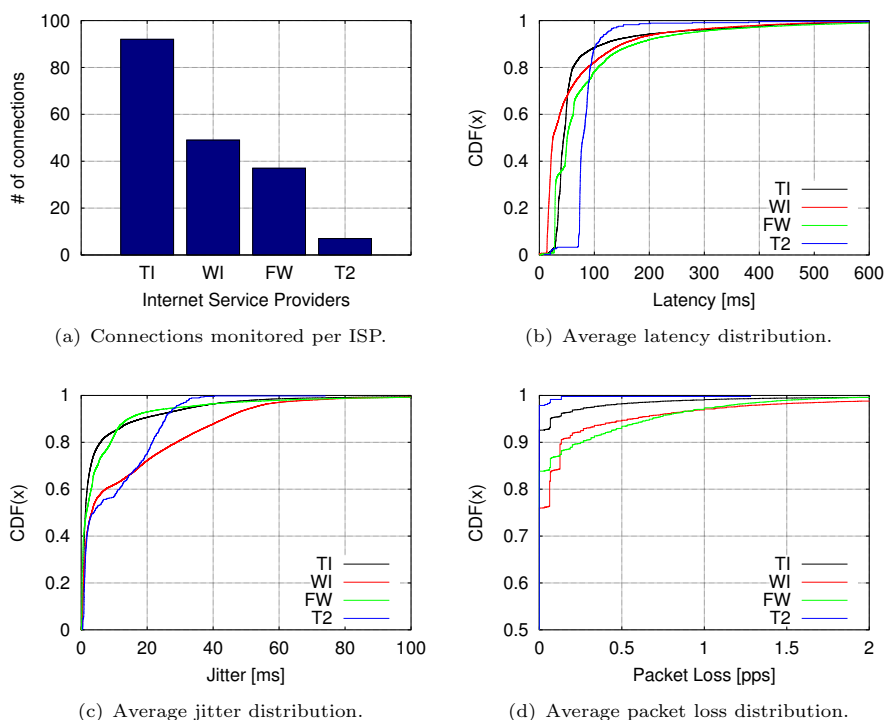 100
80
60
40
20
0
# of connections
TI WI FW T2
Internet Service Providers
(a) Connections monitored per ISP.
1
0.8
0.6
0.4
0.2
0
CDF(x)
TI
WI
FW
T2
0 100 200 300 400 500 600
Latency [ms]
(b) Average latency distribution.
1
0.8
0.6
0.4
0.2
0
CDF(x)
TI
WI
FW
T2
0 20 40 60 80 100
Jitter [ms]
(c) Average jitter distribution.
1
0.9
0.8
0.7
0.6
0.5
CDF(x)
TI
WI
FW
T2
0 0.5 1 1.5 2
Packet Loss [pps]
(d) Average packet loss distribution.